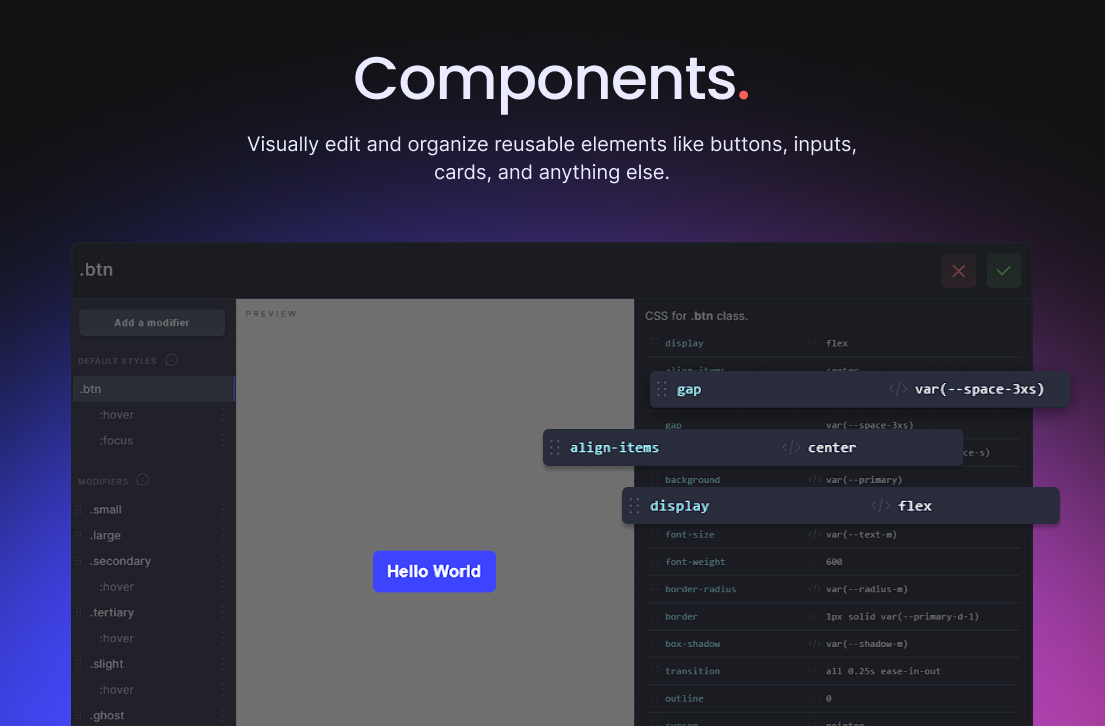 Components.
Visually edit and organize reusable elements like buttons, inputs,
cards, and anything else.
.btn
Add a modifier
DEFAULT STYLES
.btn
:hover
:focus
MODIFIERS
.small
.large
.secondary
:hover
.tertiary
:hover
.slight
:hover
.ghost
PREVIEW
Hello World
CSS for .btn class.
display </> flex
align-items center
gap </> var(--space-3xs)
gap </> var(--space-3xs)
align-items </> center
ce-s)
background </> var(--primary)
display </> flex
font-size </> var(--text-m)
font-weight </> 600
border-radius </> var(--radius-m)
border </> 1px solid var(--primary-d-1)
box-shadow </> var(--shadow-m)
transition </> all 0.25s ease-in-out
outline </> 0
cursor </> pointer